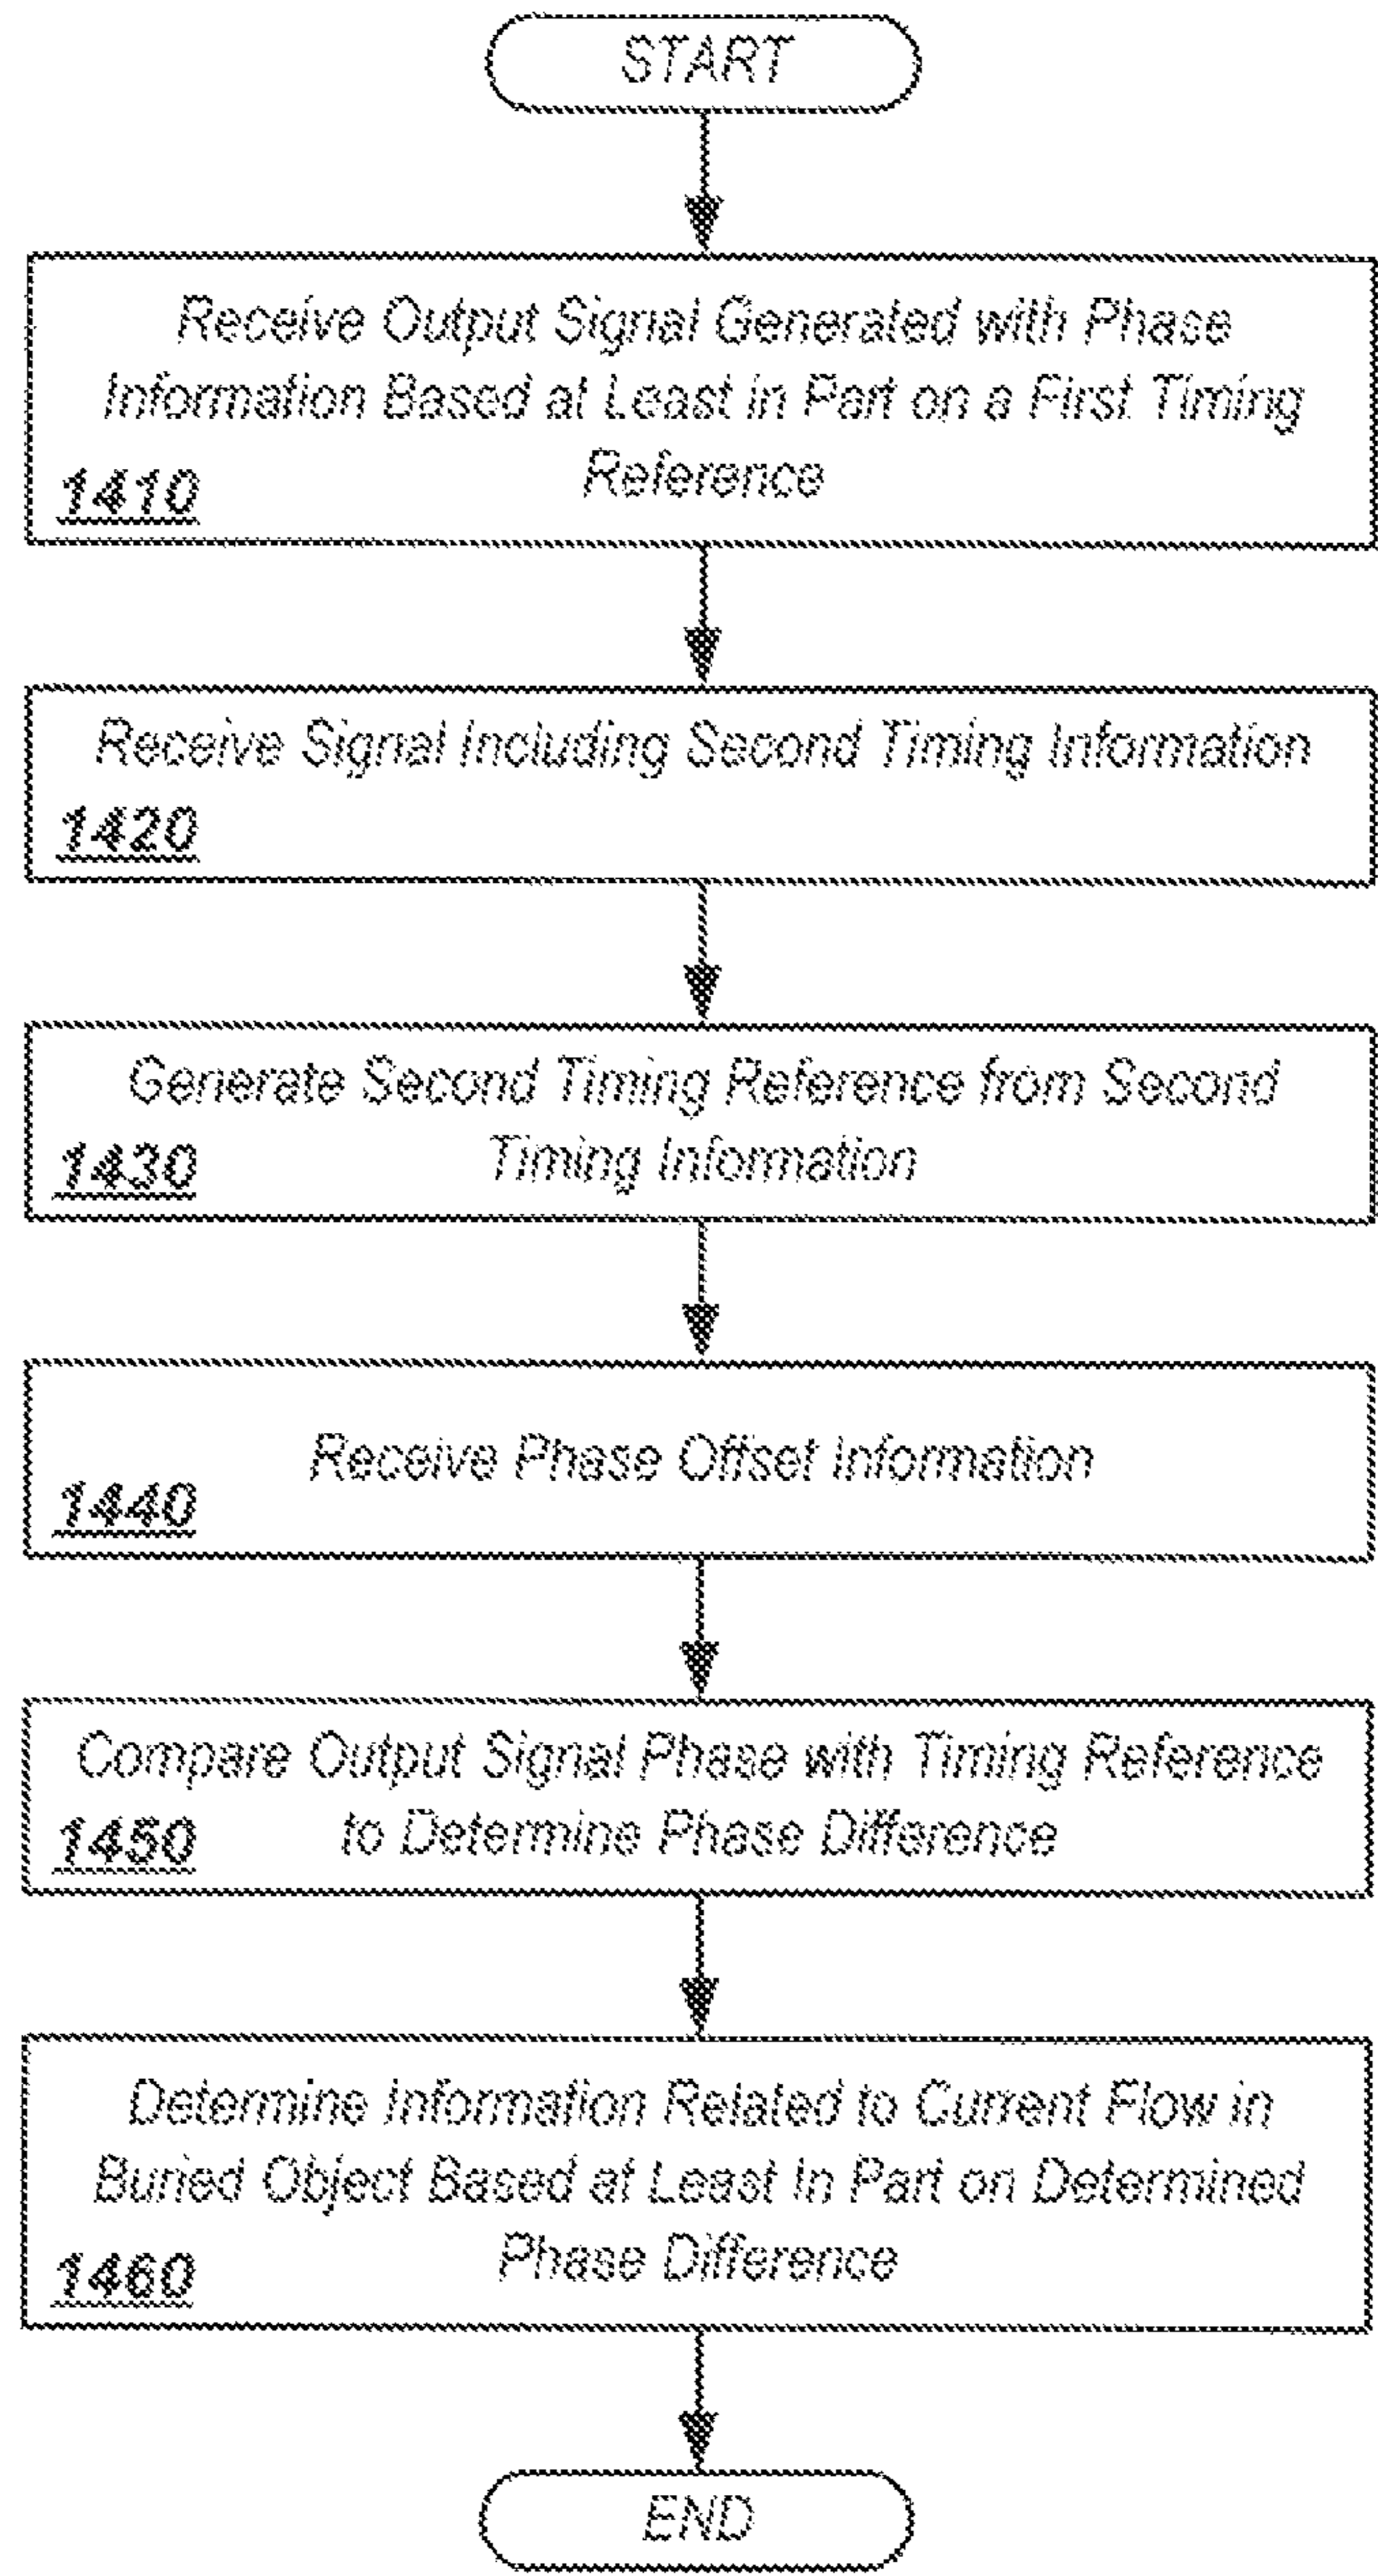 START
Receive Output Signal Generated with Phase
Information Based at Least in Part on a First Timing
Reference
1410
Receive Signal Including Second Timing Information
1420
Generate Second Timing Reference from Second
Timing Information
1430
Receive Phase Offset Information
1440
Compare Output Signal Phase with Timing Reference
to Determine Phase Difference
1450
Determine Information Related to Current Flow in
Buried Object Based at Least In Part on Determined
Phase Difference
1460
END